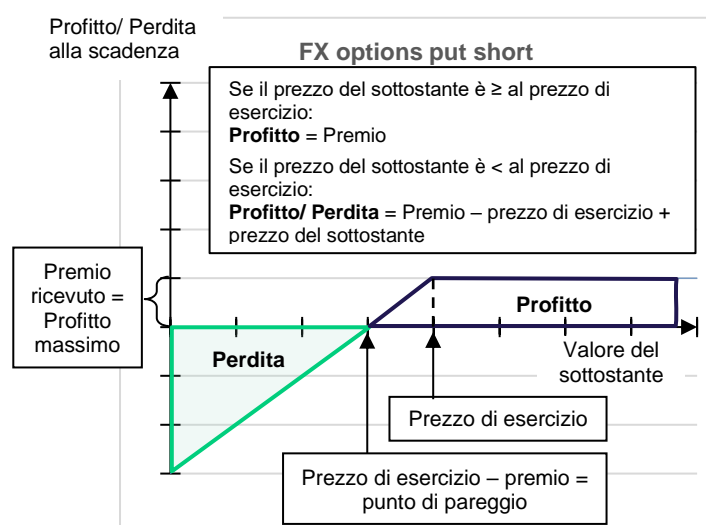 Profitto/ Perdita
alla scadenza
FX options put short
Se il prezzo del sottostante è ≥ al prezzo di
esercizio:
Profitto = Premio
Se il prezzo del sottostante è < al prezzo di
esercizio:
Profitto/ Perdita = Premio – prezzo di esercizio +
prezzo del sottostante
Premio
ricevuto =
Profitto
massimo
Profitto
Perdita
Valore del
sottostante
Prezzo di esercizio
Prezzo di esercizio – premio =
punto di pareggio